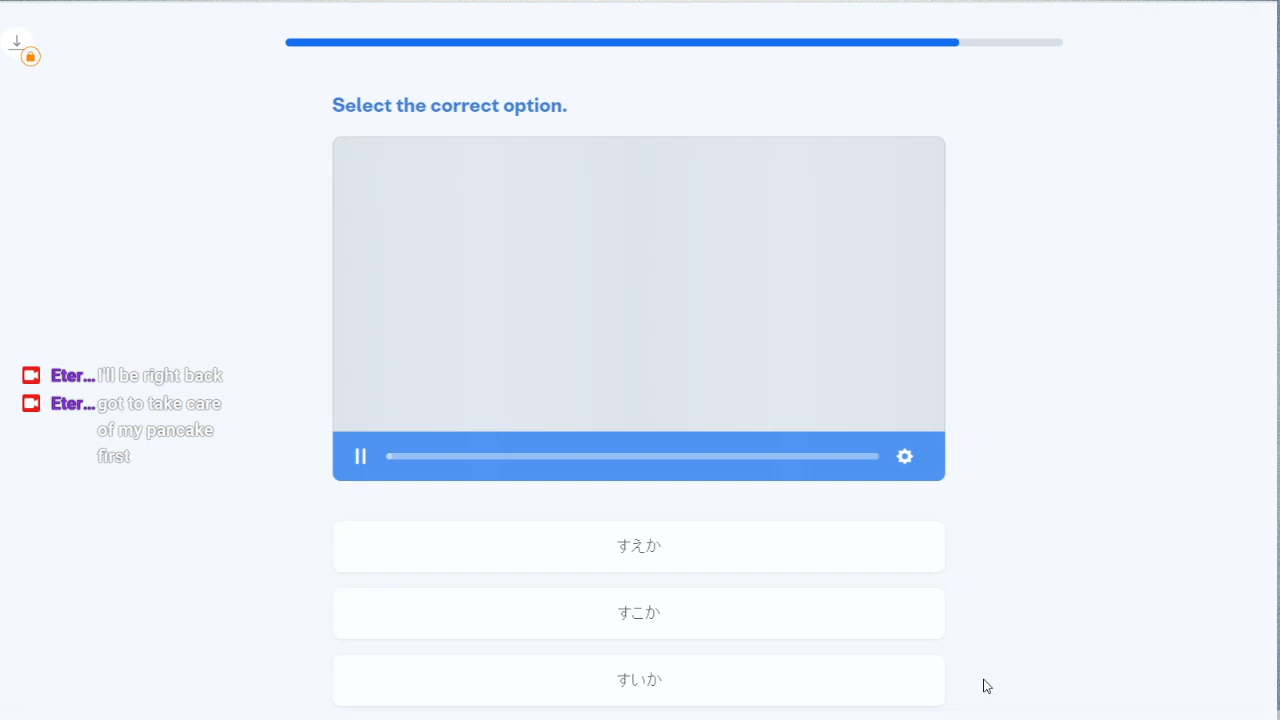 Select the correct option.
Eter... I'll be right back
Eter... got to take care
of my pancake
first
すえか
すこか
すいか